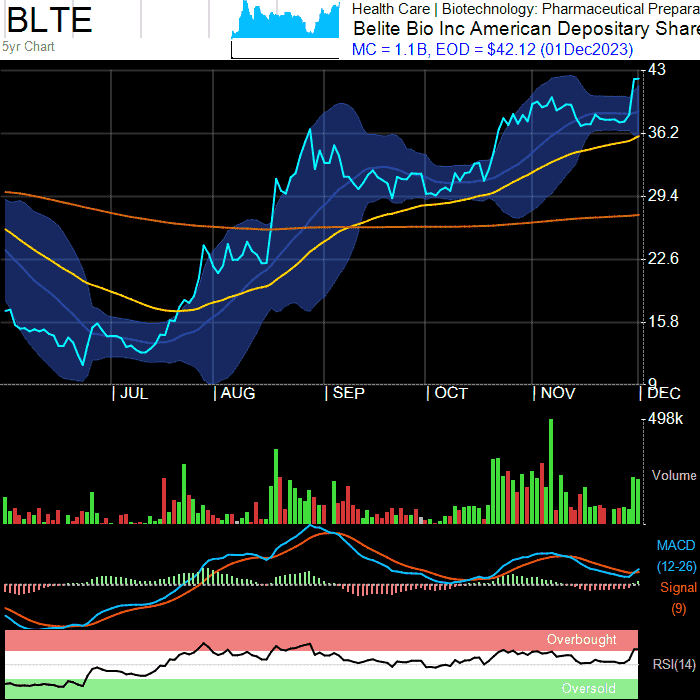 BLTE
5yr Chart
Health Care | Biotechnology: Pharmaceutical Prepara
Belite Bio Inc American Depositary Share
MC = 1.1B, EOD = $42.12 (01Dec2023)
43
36.2
29.4
22.6
15.8
9
JUL AUG SEP OCT NOV DEC
498k
Volume
MACD
(12-26)
Signal
(9)
Overbought
RSI(14)
Oversold